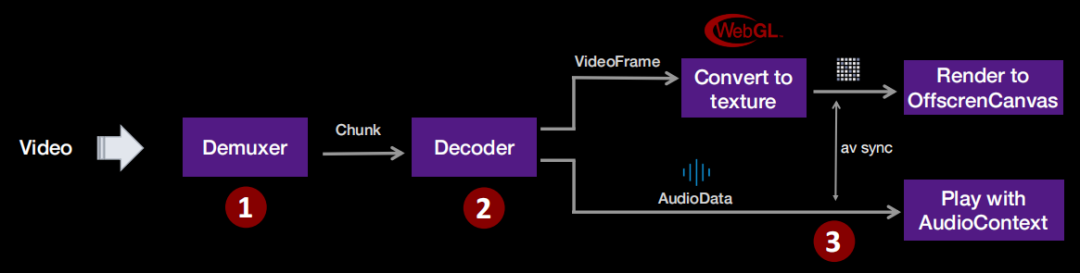 WebGL
VideoFrame
Convert to
texture
Render to
OffscrenCanvas
Video
Demuxer
Chunk
Decoder
av sync
AudioData
Play with
AudioContext
1
2
3